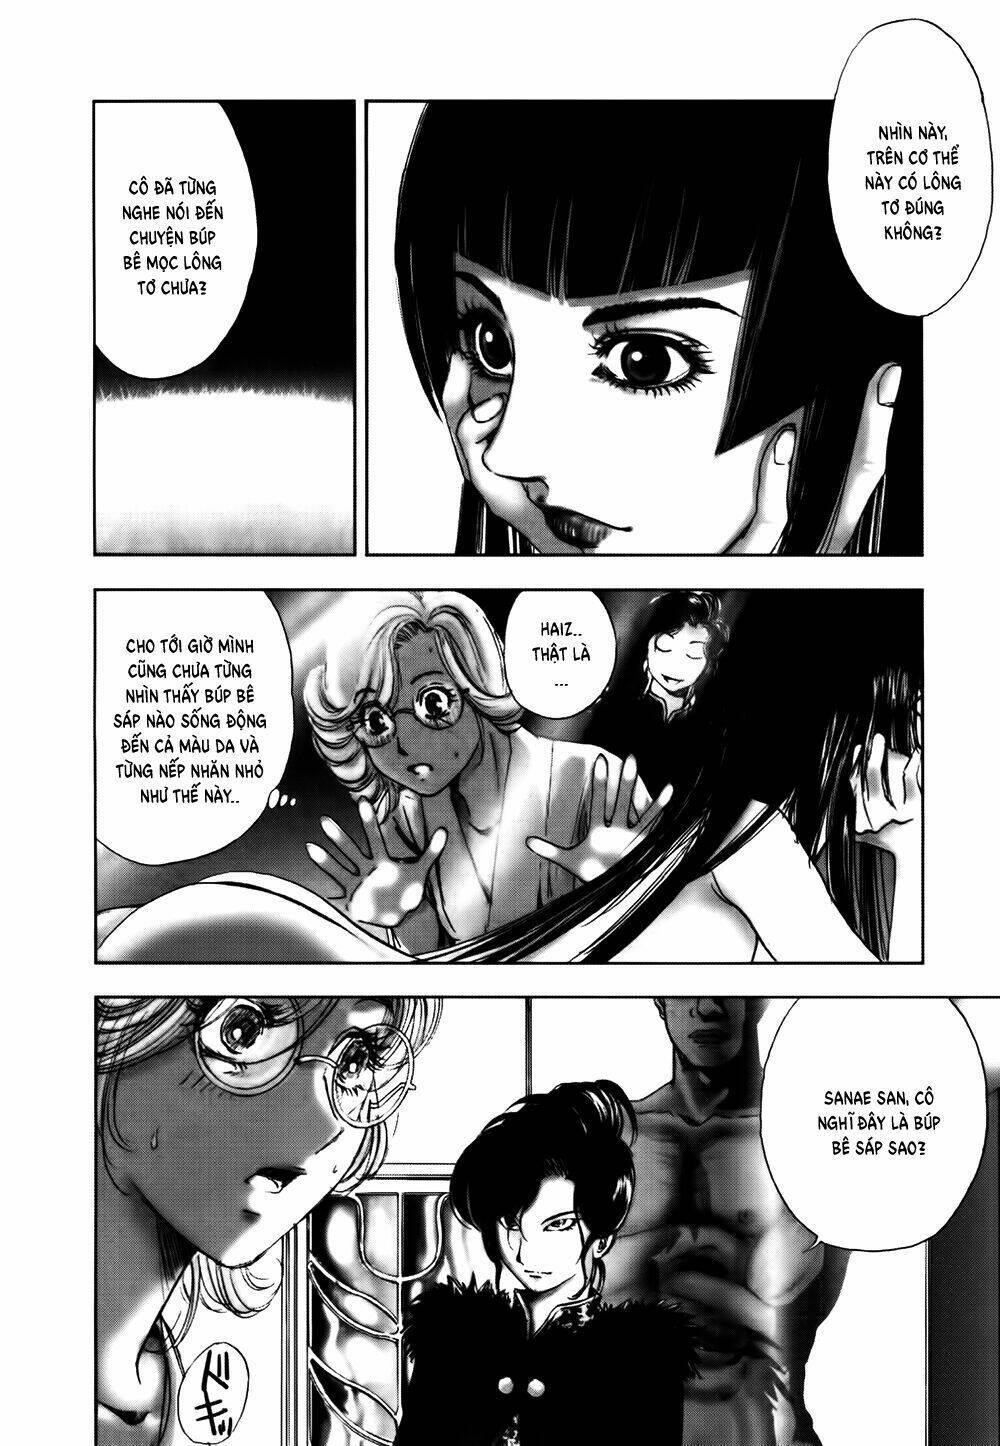 NHÌN NÀY,
TRÊN CƠ THỂ
NÀY CÓ LÔNG
TƠ ĐÚNG
KHÔNG?
CÔ ĐÃ TỪNG
NGHE NÓI ĐẾN
CHUYỆN BÚP
BÊ MỌC LÔNG
TƠ CHƯA?
HAIZ..
THẬT LÀ
...
CHO TỚI GIỜ MÌNH
CŨNG CHƯA TỪNG
NHÌN THẤY BÚP BÊ
SÁP NÀO SỐNG ĐỘNG
ĐẾN CẢ MÀU DA VÀ
TỪNG NẾP NHĂN NHỎ
NHƯ THẾ NÀY..
SANAE SAN, CÔ
NGHĨ ĐÂY LÀ BÚP
BÊ SÁP SAO?
ドキッ